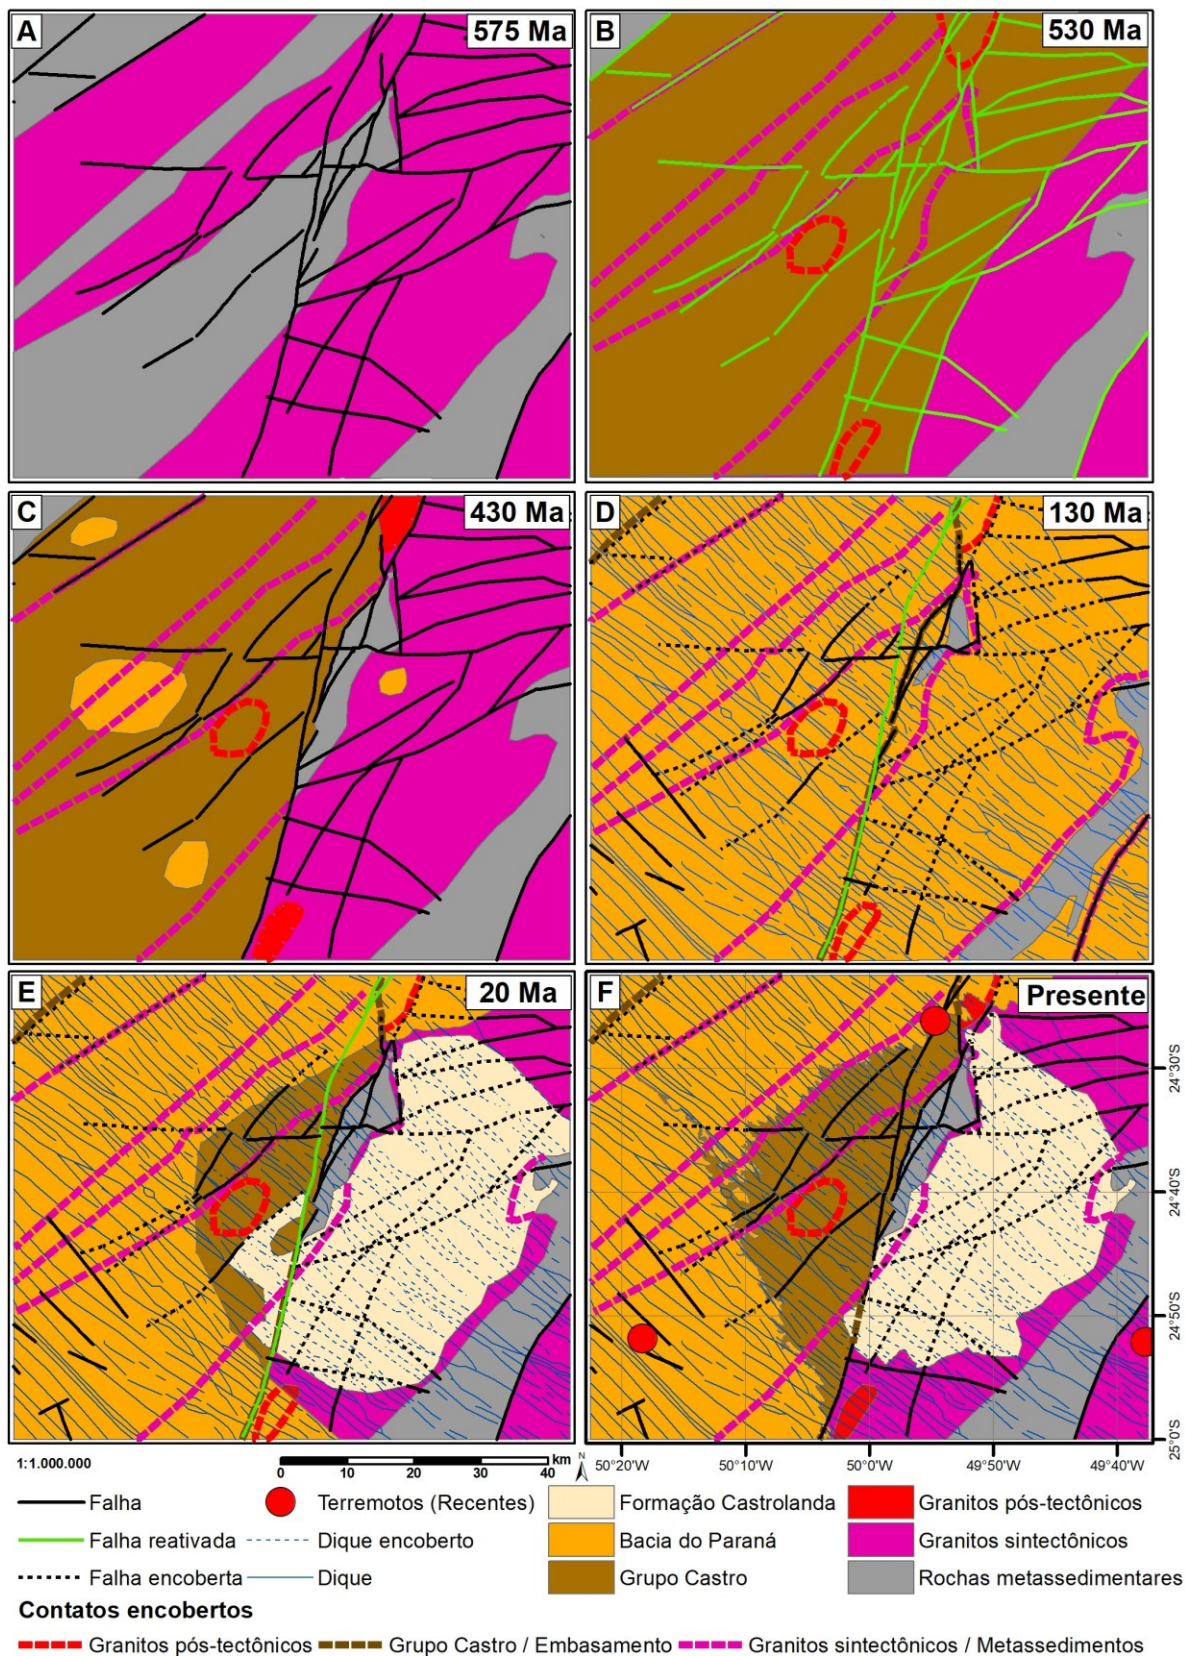 A
575 Ma
B
530 Ma
C
430 Ma
D
130 Ma
E
20 Ma
F
Presente
24°30'S
24°40'S
24°50'S
25°0'S
1:1.000.000
0 10 20 30 40 km
N
50°20'W 50°10'W 50°0'W 49°50'W 49°40'W
Falha
Terremotos (Recentes)
Formação Castrolanda
Granitos pós-tectônicos
Falha reativada
Dique encoberto
Bacia do Paraná
Granitos sintectônicos
Falha encoberta
Dique
Grupo Castro
Rochas metassedimentares
Contatos encobertos
Granitos pós-tectônicos
Grupo Castro / Embasamento
Granitos sintectônicos / Metassedimentos